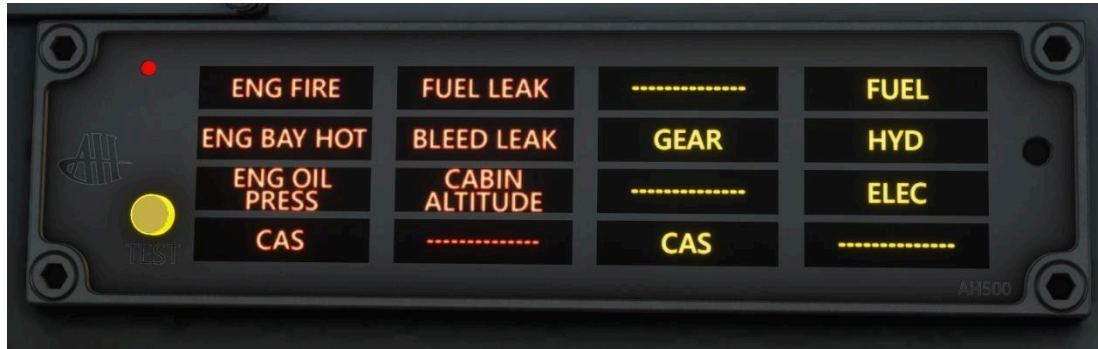 ENG FIRE
FUEL LEAK
--------------
FUEL
ENG BAY HOT
BLEED LEAK
GEAR
HYD
ENG OIL
PRESS
CABIN
ALTITUDE
--------------
ELEC
CAS
--------------
CAS
--------------
AH
TEST
AH500